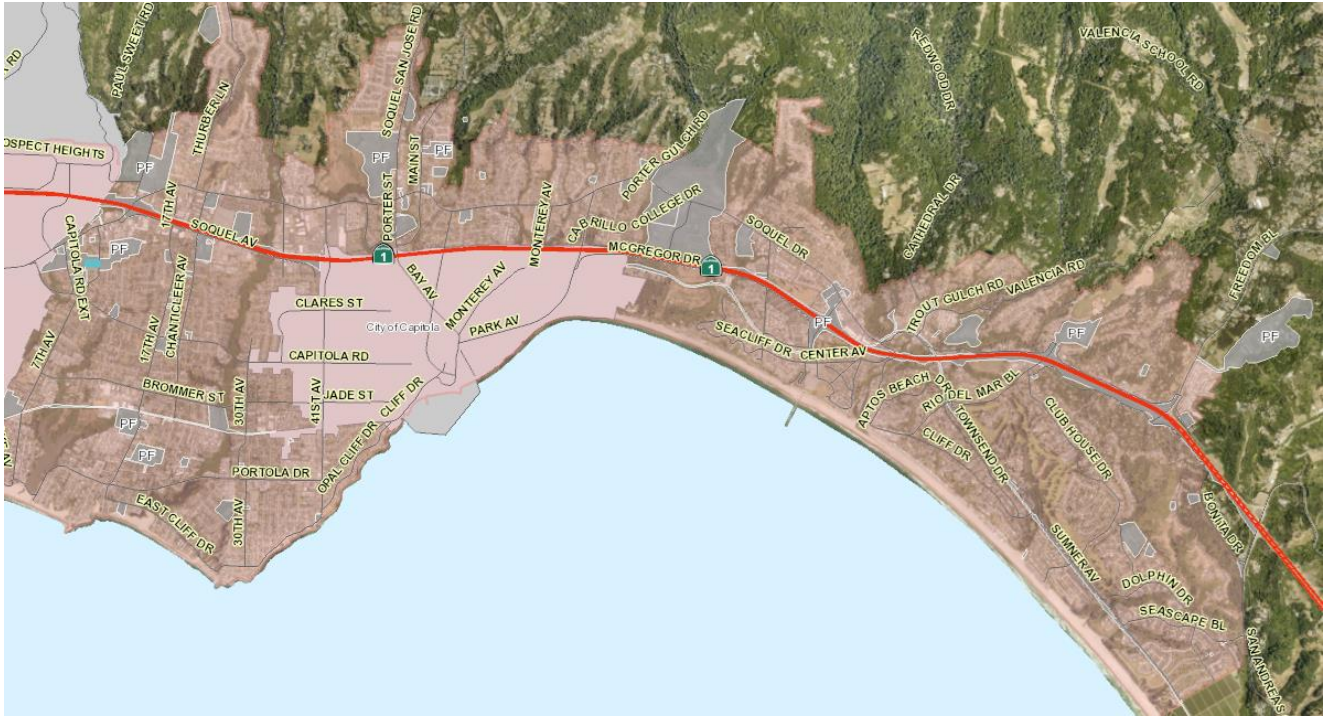 PAUL SWEET RD
THURBER LN
SOQUEL SAN JOSE RD
REDWOOD DR
VALENCIA SCHOOL RD
RD
OSPECT HEIGHTS
PF
PF
PF
MAIN ST
PORTER ST
PORTER GULCH RD
17TH AV
SOQUEL AV
CAPITOLA RD EXT
PF
MONTEREY AV
CABRILLO COLLEGE DR
SOQUEL DR
CATHEDRAL DR
FREEDOM BL
1
MCGREGOR DR
1
BAY AV
MONTEREY AV
CHANTICLEER AV
17TH AV
7TH AV
CLARES ST
City of Capitola
PARK AV
SEACLIFF DR
PF
CENTER AV
TROUT GULCH RD
VALENCIA RD
PF
PF
CAPITOLA RD
BROMMER ST
30TH AV
41ST AV
JADE ST
CLIFF DR
APTOS BEACH DR
RIO DEL MAR BL
TOWNSEND DR
CLUB HOUSE DR
CLIFF DR
PF
PF
PORTOLA DR
OPAL CLIFF DR
EAST CLIFF DR
30TH AV
AV
BONITA DR
SUMNER AV
DOLPHIN DR
SEASCAPE BL
SAN ANDREAS